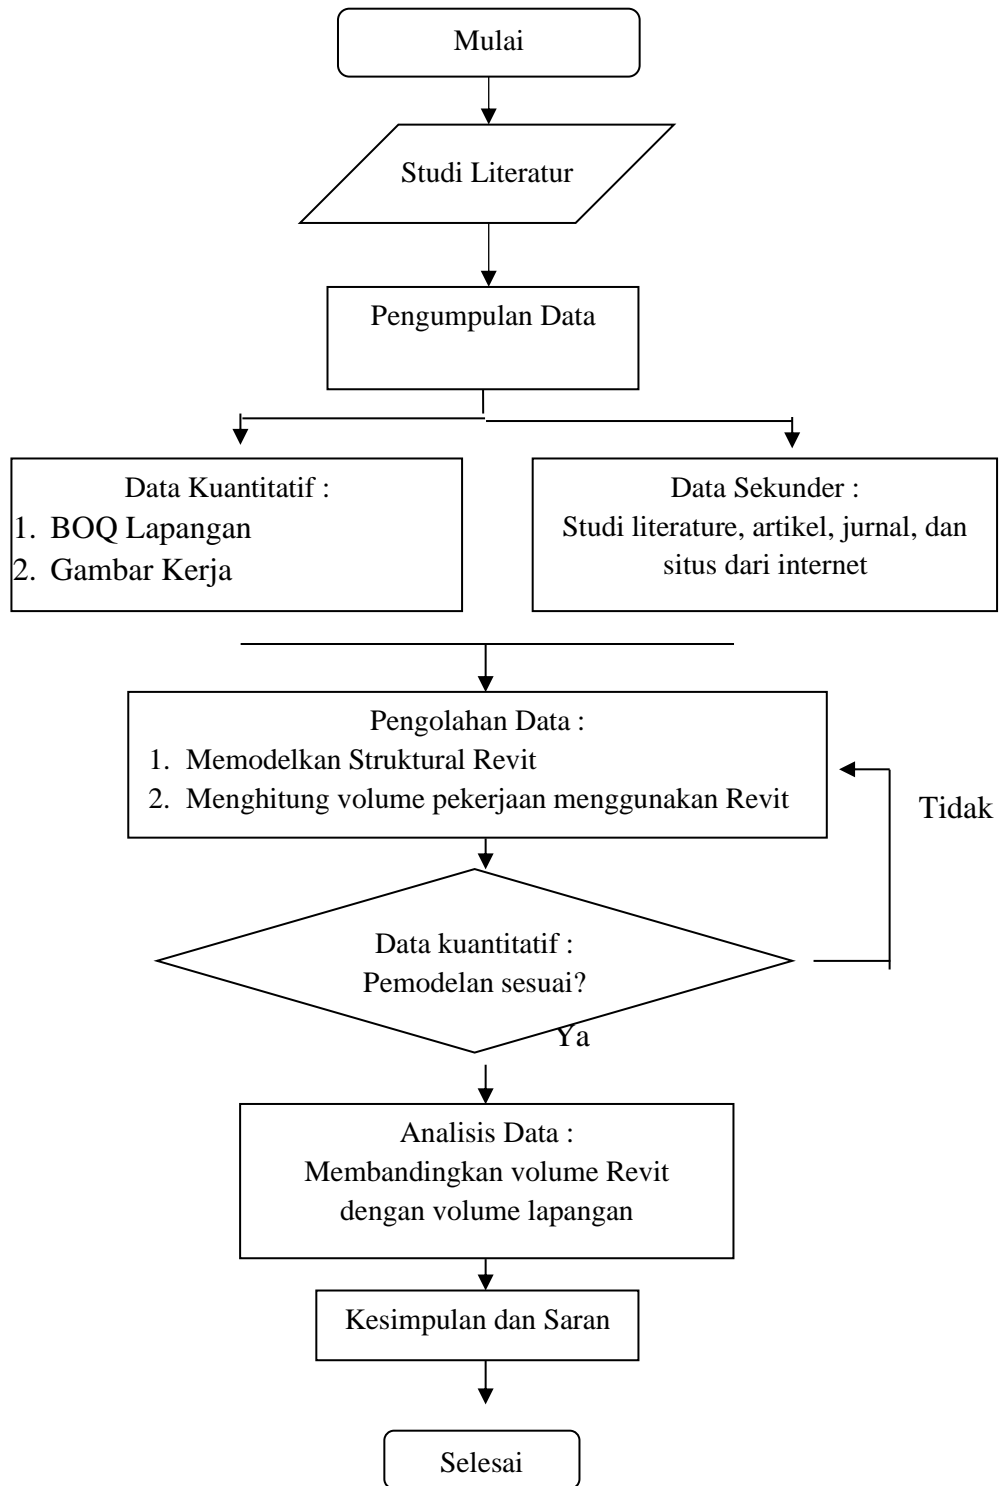 Mulai
Studi Literatur
Pengumpulan Data
Data Kuantitatif :
1. BOQ Lapangan
2. Gambar Kerja
Data Sekunder :
Studi literature, artikel, jurnal, dan
situs dari internet
Pengolahan Data :
1. Memodelkan Struktural Revit
2. Menghitung volume pekerjaan menggunakan Revit
Tidak
Data kuantitatif :
Pemodelan sesuai?
Ya
Analisis Data :
Membandingkan volume Revit
dengan volume lapangan
Kesimpulan dan Saran
Selesai